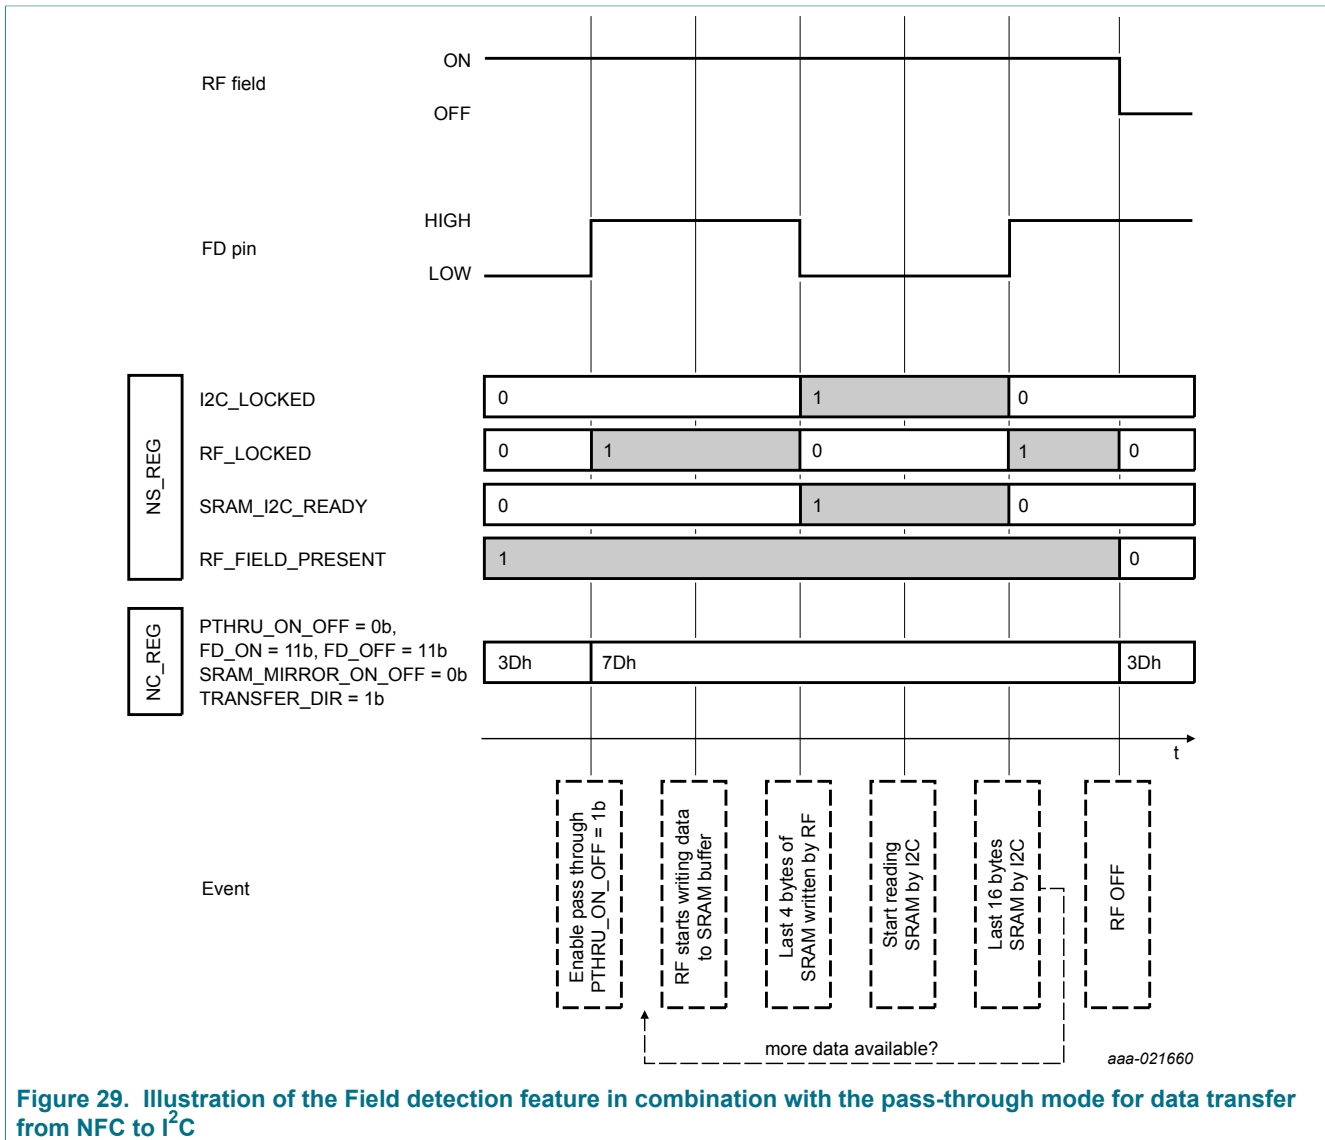 RF field
ON
OFF
FD pin
HIGH
LOW
NS_REG
I2C_LOCKED
0
1
0
RF_LOCKED
0
1
0
1
0
SRAM_I2C_READY
0
1
0
RF_FIELD_PRESENT
1
0
NC_REG
PTHRU_ON_OFF = 0b,
FD_ON = 11b, FD_OFF = 11b
SRAM_MIRROR_ON_OFF = 0b
TRANSFER_DIR = 1b
3Dh
7Dh
3Dh
t
Event
Enable pass through
PTHRU_ON_OFF = 1b
RF starts writing data
to SRAM buffer
Last 4 bytes of
SRAM written by RF
Start reading
SRAM by I2C
Last 16 bytes
SRAM by I2C
RF OFF
more data available?
aaa-021660
Figure 29. Illustration of the Field detection feature in combination with the pass-through mode for data transfer
from NFC to I²C